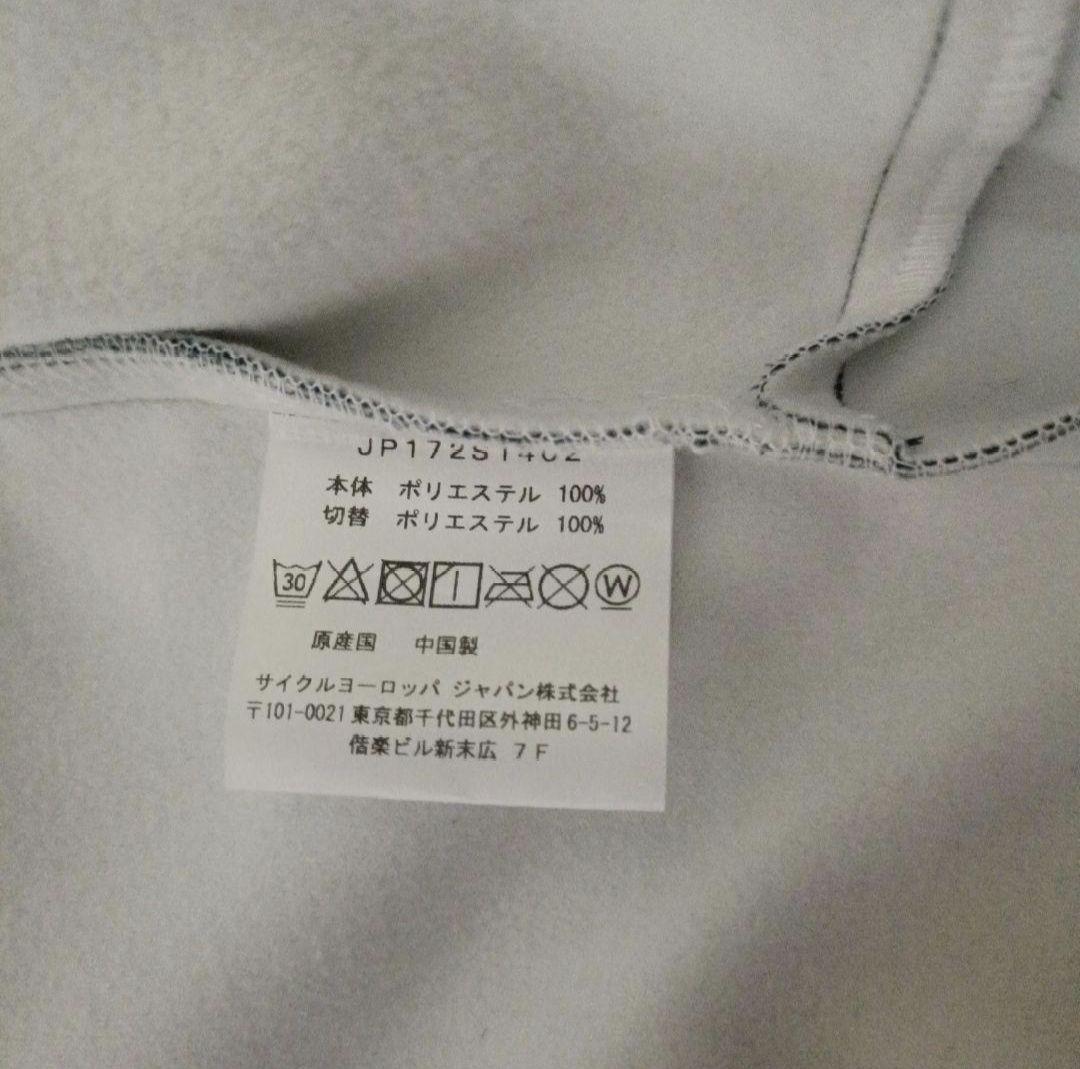 JP172S1402
本体 ポリエステル 100%
切替 ポリエステル 100%
30 W
原産国 中国製
サイクルヨーロッパ ジャパン株式会社
〒101-0021 東京都千代田区外神田 6-5-12
偕楽ビル新末広 7F